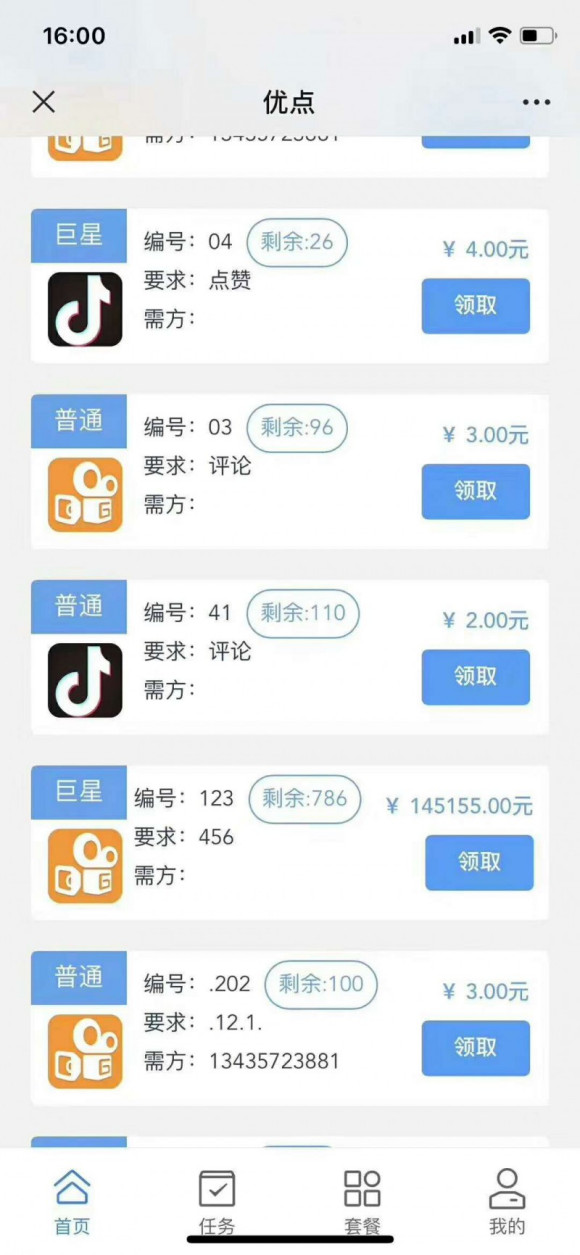 16:00
优点
巨星
编号：04 剩余:26
¥ 4.00元
要求：点赞
领取
需方：
普通
编号：03 剩余:96
¥ 3.00元
要求：评论
领取
需方：
普通
编号：41 剩余:110
¥ 2.00元
要求：评论
领取
需方：
巨星
编号：123 剩余:786
¥ 145155.00元
要求：456
领取
需方：
普通
编号：.202 剩余:100
¥ 3.00元
要求：.12.1.
领取
需方：13435723881
首页 任务 套餐 我的